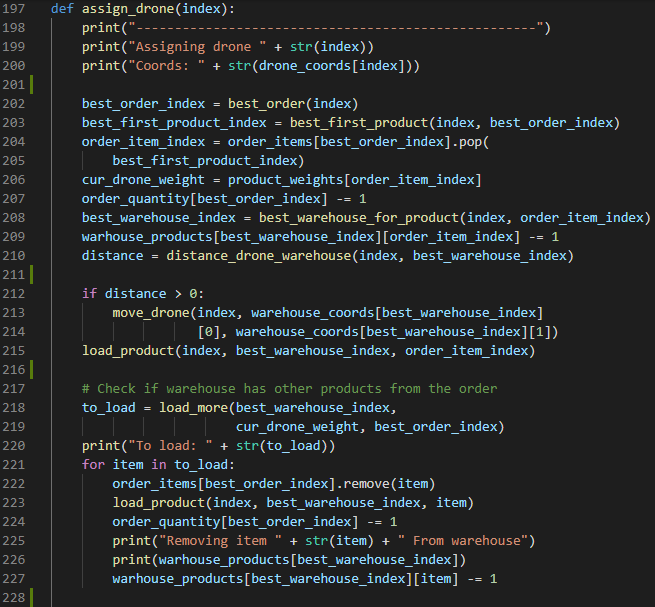 197 def assign_drone(index):
198     print("----------------------------------------------------")
199     print("Assigning drone " + str(index))
200     print("Coords: " + str(drone_coords[index]))
201
202     best_order_index = best_order(index)
203     best_first_product_index = best_first_product(index, best_order_index)
204     order_item_index = order_items[best_order_index].pop(
205         best_first_product_index)
206     cur_drone_weight = product_weights[order_item_index]
207     order_quantity[best_order_index] -= 1
208     best_warehouse_index = best_warehouse_for_product(index, order_item_index)
209     warhouse_products[best_warehouse_index][order_item_index] -= 1
210     distance = distance_drone_warehouse(index, best_warehouse_index)
211
212     if distance > 0:
213         move_drone(index, warehouse_coords[best_warehouse_index]
214                    [0], warehouse_coords[best_warehouse_index][1])
215     load_product(index, best_warehouse_index, order_item_index)
216
217     # Check if warehouse has other products from the order
218     to_load = load_more(best_warehouse_index,
219                         cur_drone_weight, best_order_index)
220     print("To load: " + str(to_load))
221     for item in to_load:
222         order_items[best_order_index].remove(item)
223         load_product(index, best_warehouse_index, item)
224         order_quantity[best_order_index] -= 1
225         print("Removing item " + str(item) + " From warehouse")
226         print(warhouse_products[best_warehouse_index])
227         warhouse_products[best_warehouse_index][item] -= 1
228